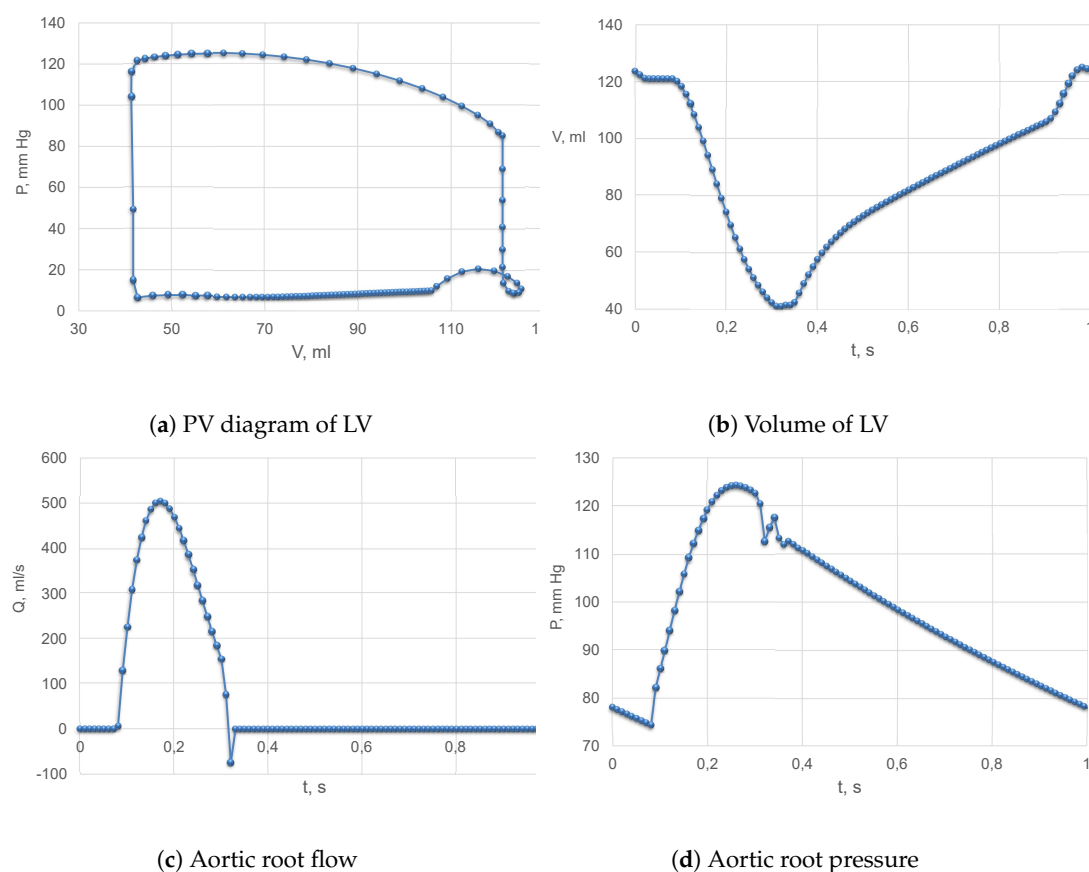 140
120
100
80
60
40
20
0
30 50 70 90 110 1
P, mm Hg
V, ml
(a) PV diagram of LV
140
120
100
80
60
40
0 0,2 0,4 0,6 0,8 1
V, ml
t, s
(b) Volume of LV
600
500
400
300
200
100
0
-100
0 0,2 0,4 0,6 0,8
Q, ml/s
t, s
(c) Aortic root flow
130
120
110
100
90
80
70
0 0,2 0,4 0,6 0,8 1
P, mm Hg
t, s
(d) Aortic root pressure